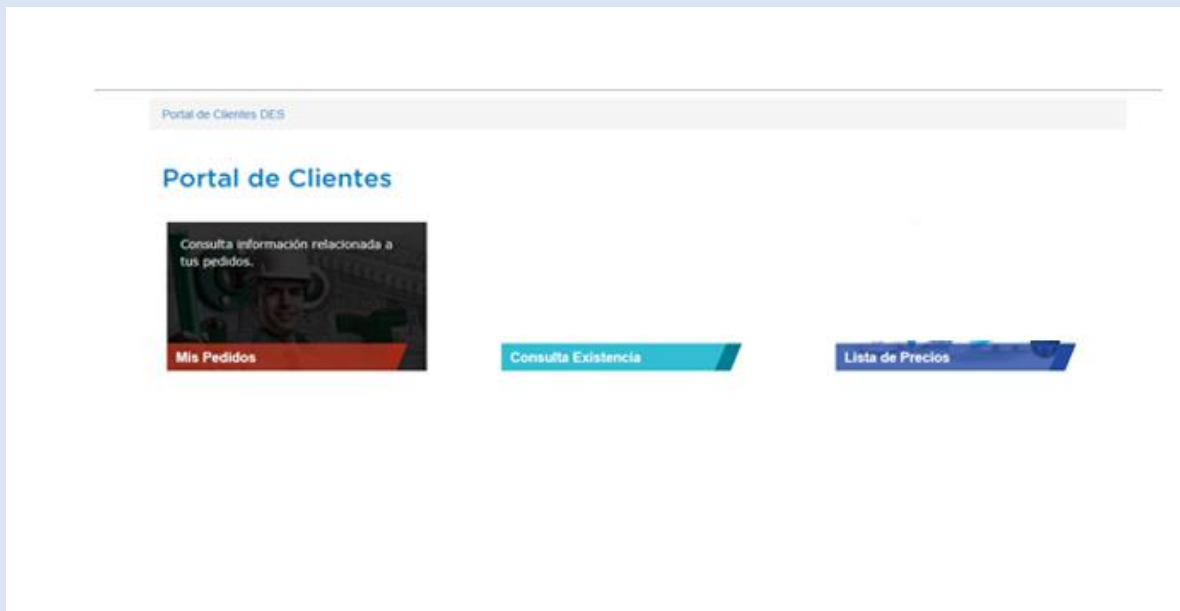 Portal de Clientes DES
Portal de Clientes
Consulta información relacionada a
tus pedidos.
Mis Pedidos
Consulta Existencia
Lista de Precios